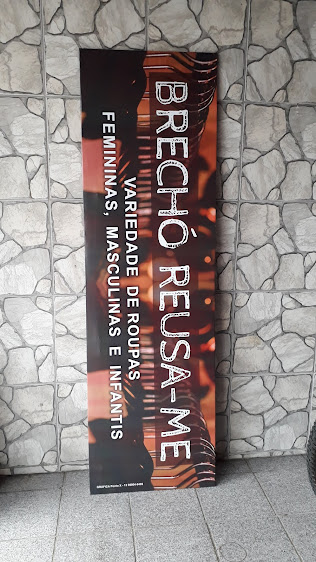 BRECHÓ REUSA-ME
VARIEDADE DE ROUPAS
FEMININAS, MASCULINAS E INFANTIS